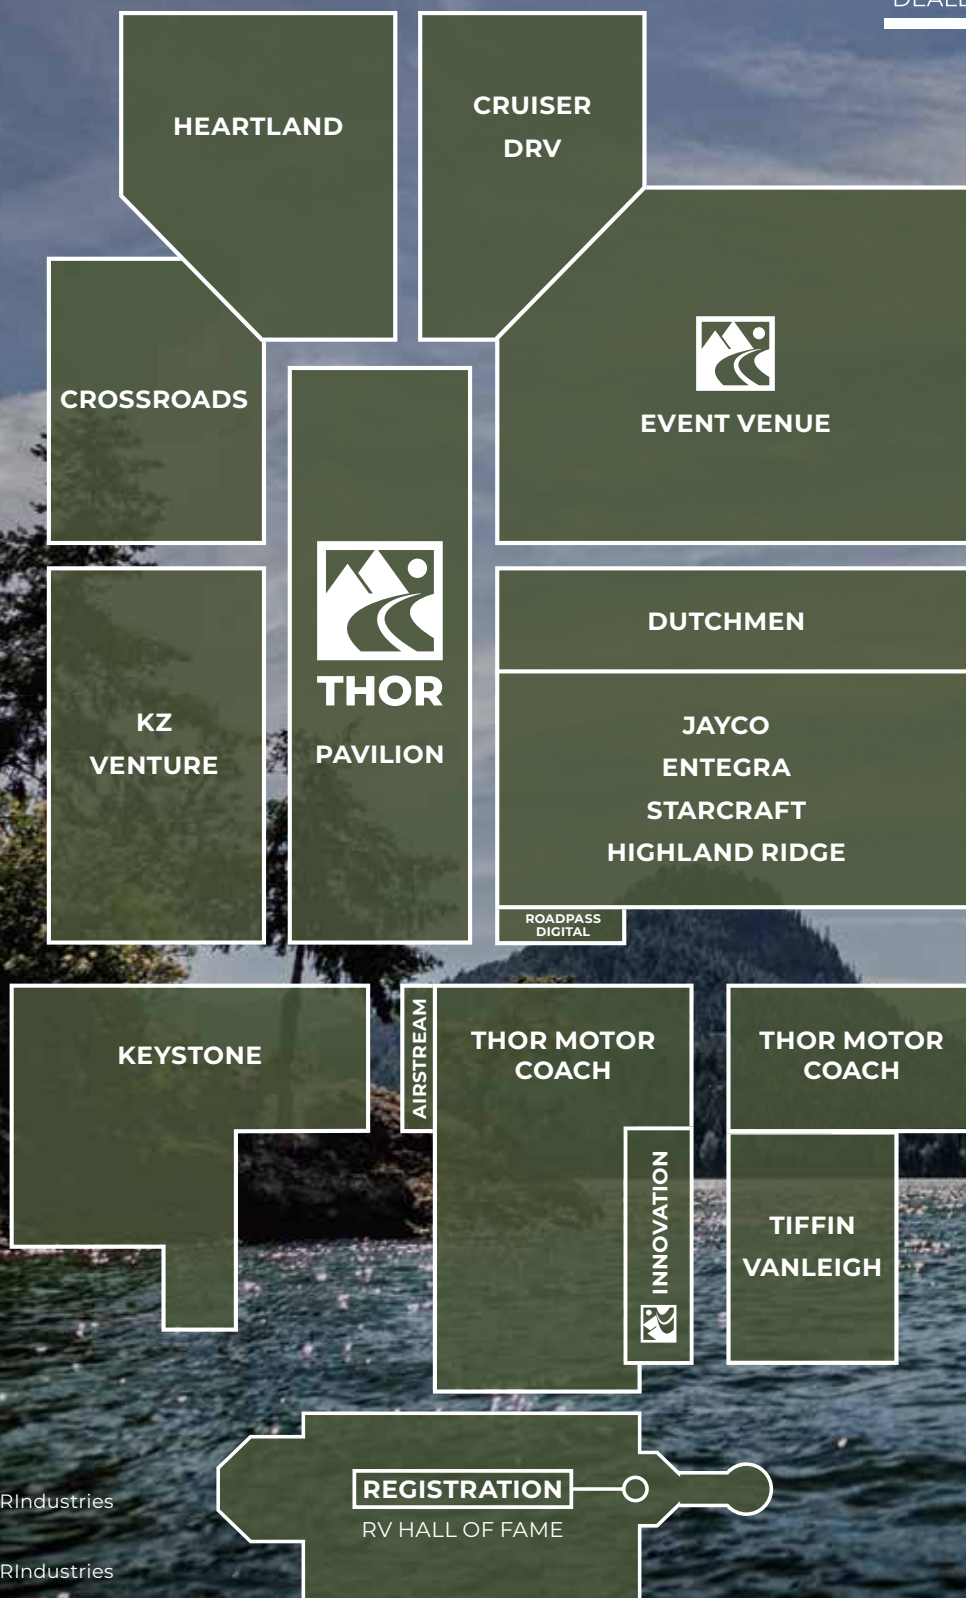 HEARTLAND
CRUISER
DRV
CROSSROADS
EVENT VENUE
THOR
PAVILION
DUTCHMEN
KZ
VENTURE
JAYCO
ENTEGRA
STARCRAFT
HIGHLAND RIDGE
ROADPASS
DIGITAL
KEYSTONE
AIRSTREAM
THOR MOTOR
COACH
THOR MOTOR
COACH
INNOVATION
TIFFIN
VANLEIGH
REGISTRATION
RV HALL OF FAME
RIndustries
RIndustries